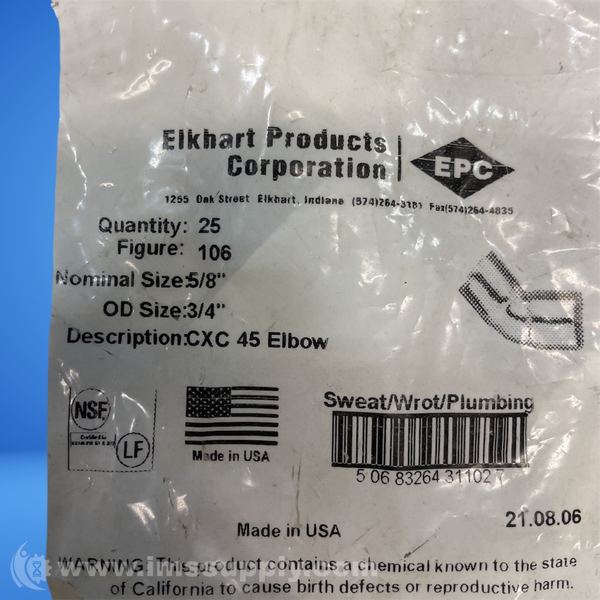 Elkhart Products
Corporation
EPC
1255 Oak Street Elkhart, Indiana (574)264-3181 Fax(574)264-4835
Quantity: 25
Figure: 106
Nominal Size:5/8"
OD Size:3/4"
Description:CXC 45 Elbow
NSF
LF
Made in USA
Sweat/Wrot/Plumbing
5 06 83264 31102 7
21.08.06
Made in USA
WARNING: This product contains a chemical known to the state
of California to cause birth defects or reproductive harm.
www.imssupply.com